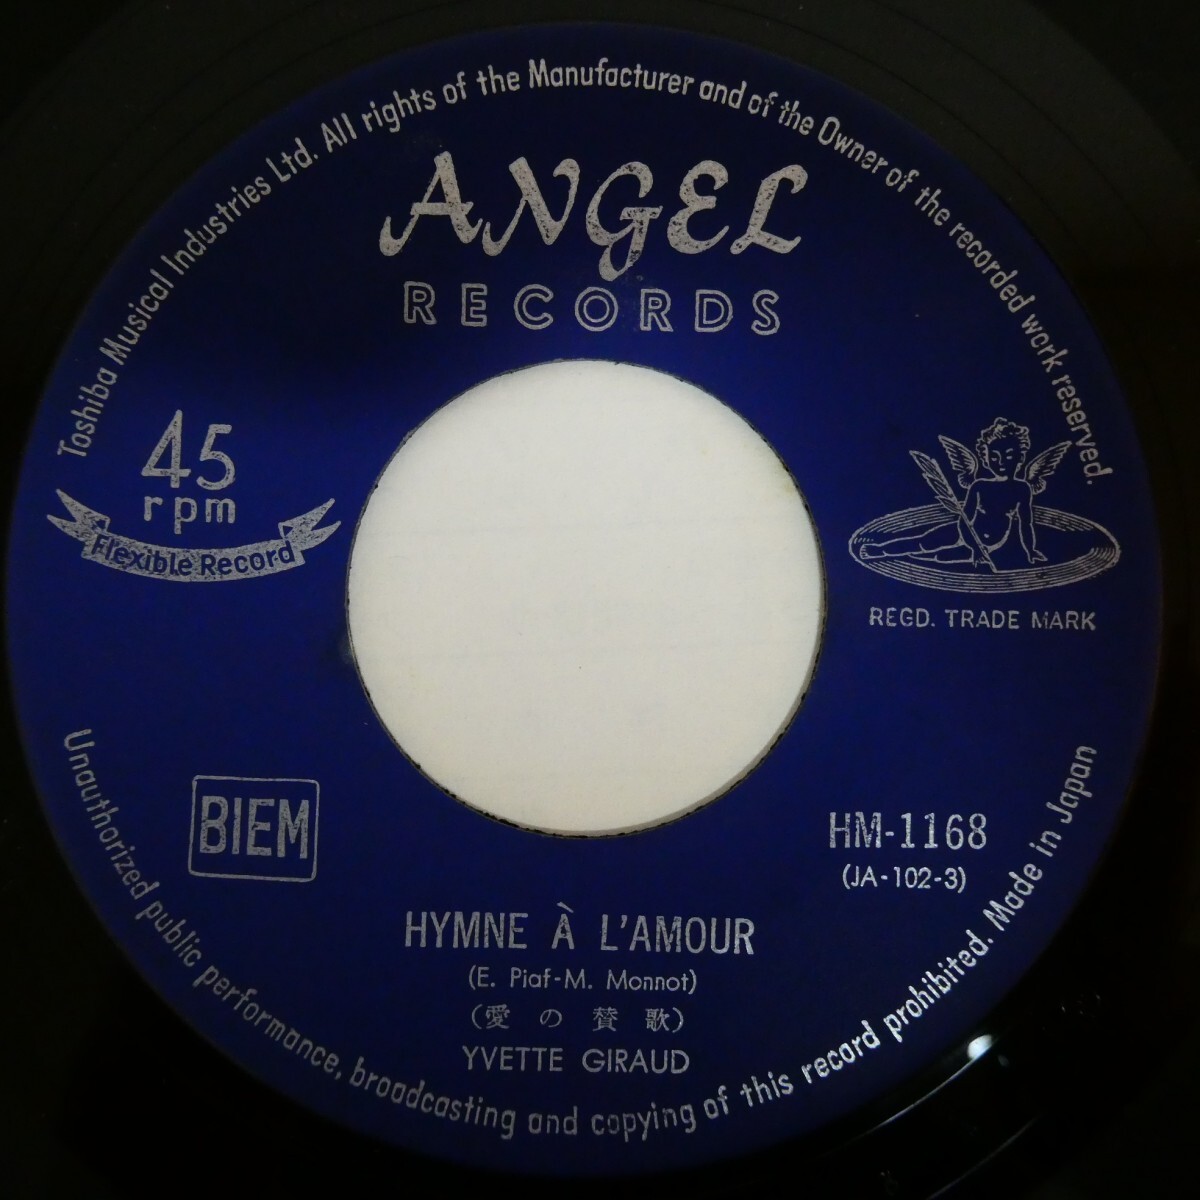 Toshiba Musical Industries Ltd. All rights of the Manufacturer and of the Owner of the recorded work reserved.
ANGEL
RECORDS
45
rpm
Flexible Record
REGD. TRADE MARK
BIEM
HM-1168
(JA-102-3)
HYMNE À L'AMOUR
(E. Piaf-M. Monnot)
(愛の賛歌)
YVETTE GIRAUD
Unauthorized public performance, broadcasting and copying of this record prohibited. Made in Japan